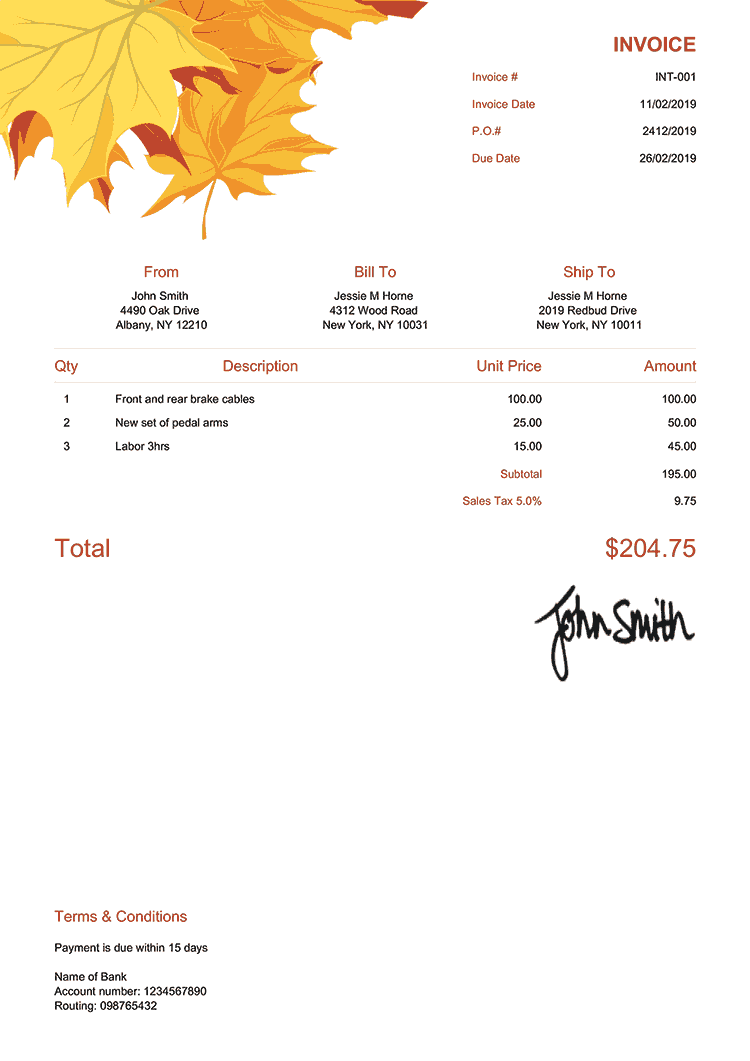 INVOICE
Invoice # INT-001
Invoice Date 11/02/2019
P.O.# 2412/2019
Due Date 26/02/2019
From Bill To Ship To
John Smith Jessie M Horne Jessie M Horne
4490 Oak Drive 4312 Wood Road 2019 Redbud Drive
Albany, NY 12210 New York, NY 10031 New York, NY 10011
Qty Description Unit Price Amount
1 Front and rear brake cables 100.00 100.00
2 New set of pedal arms 25.00 50.00
3 Labor 3hrs 15.00 45.00
Subtotal 195.00
Sales Tax 5.0% 9.75
Total $204.75
John Smith
Terms & Conditions
Payment is due within 15 days
Name of Bank
Account number: 1234567890
Routing: 098765432